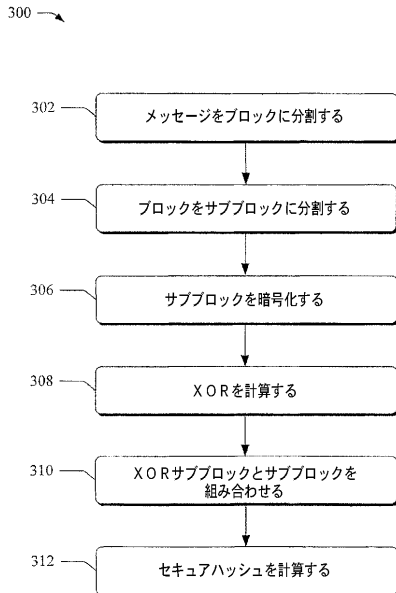 300
302
メッセージをブロックに分割する
304
ブロックをサブブロックに分割する
306
サブブロックを暗号化する
308
XORを計算する
310
XORサブブロックとサブブロックを
組み合わせる
312
セキュアハッシュを計算する